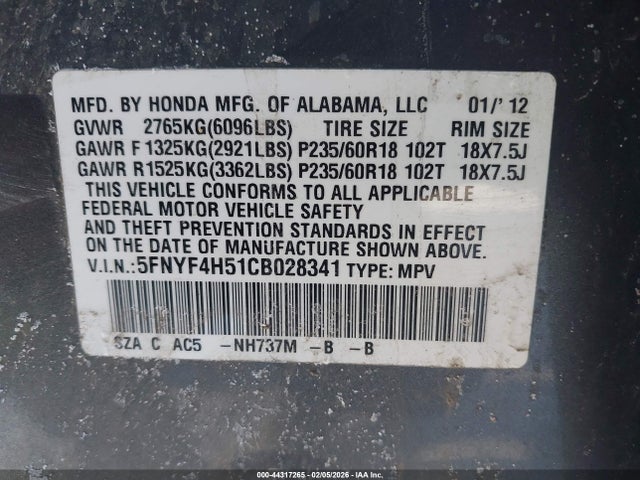 MFD. BY HONDA MFG. OF ALABAMA, LLC 01/'12
GVWR 2765KG(6096LBS) TIRE SIZE RIM SIZE
GAWR F 1325KG(2921LBS) P235/60R18 102T 18X7.5J
GAWR R1525KG(3362LBS) P235/60R18 102T 18X7.5J
THIS VEHICLE CONFORMS TO ALL APPLICABLE
FEDERAL MOTOR VEHICLE SAFETY
AND THEFT PREVENTION STANDARDS IN EFFECT
ON THE DATE OF MANUFACTURE SHOWN ABOVE.
V.I.N.:5FNYF4H51CB028341 TYPE: MPV
SZA C AC5 -NH737M -B -B
000-44317265 - 02/05/2026 - IAA Inc.